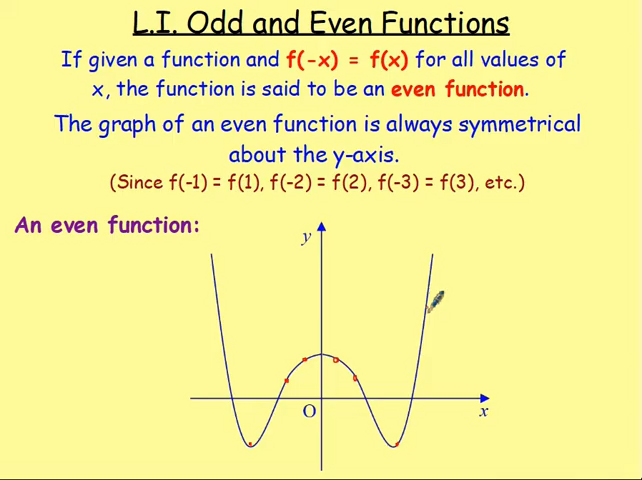 L.I. Odd and Even Functions
If given a function and f(-x) = f(x) for all values of
x, the function is said to be an even function.
The graph of an even function is always symmetrical
about the y-axis.
(Since f(-1) = f(1), f(-2) = f(2), f(-3) = f(3), etc.)
An even function:
y
O
x